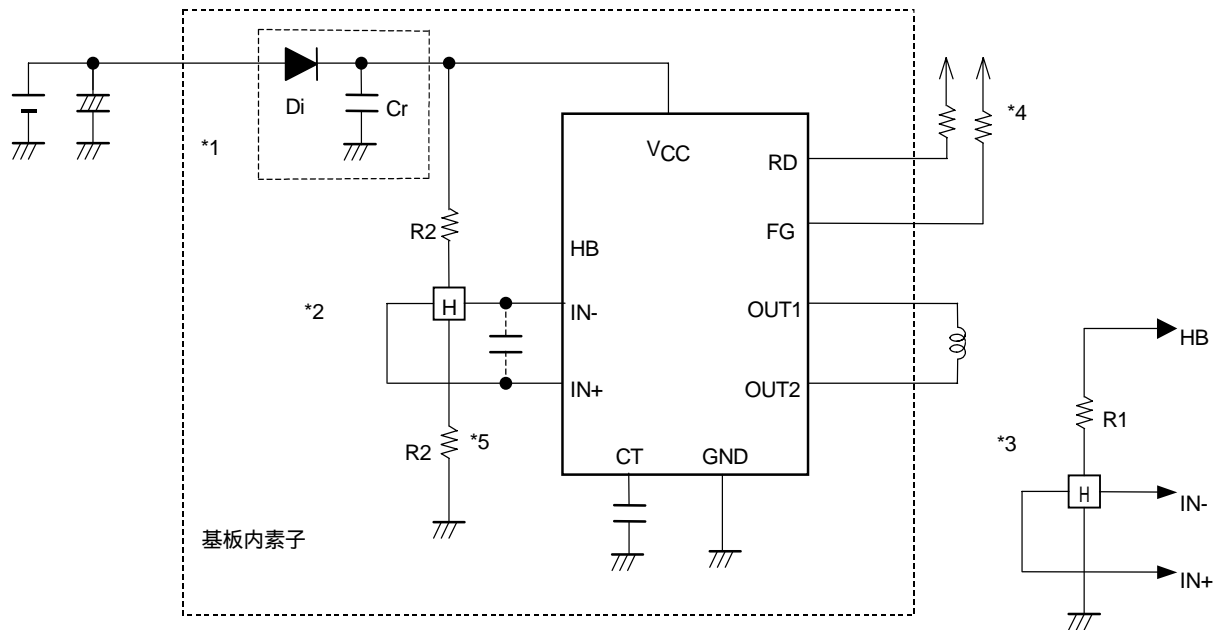 Di
Cr
*1
VCC
RD
*4
FG
R2
HB
*2
H
IN-
OUT1
HB
IN+
OUT2
R1
R2
*5
*3
CT
GND
H
IN-
基板内素子
IN+